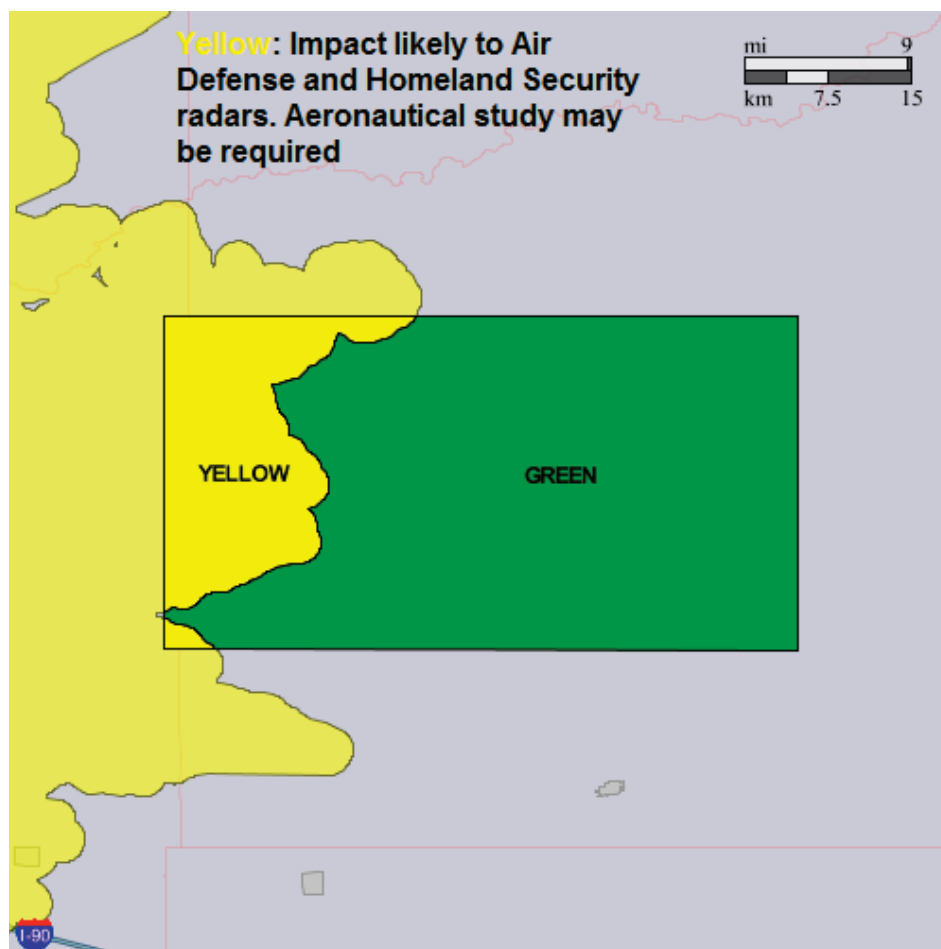 Yellow: Impact likely to Air
Defense and Homeland Security
radars. Aeronautical study may
be required
mi 9
km 7.5 15
YELLOW
GREEN
I-90